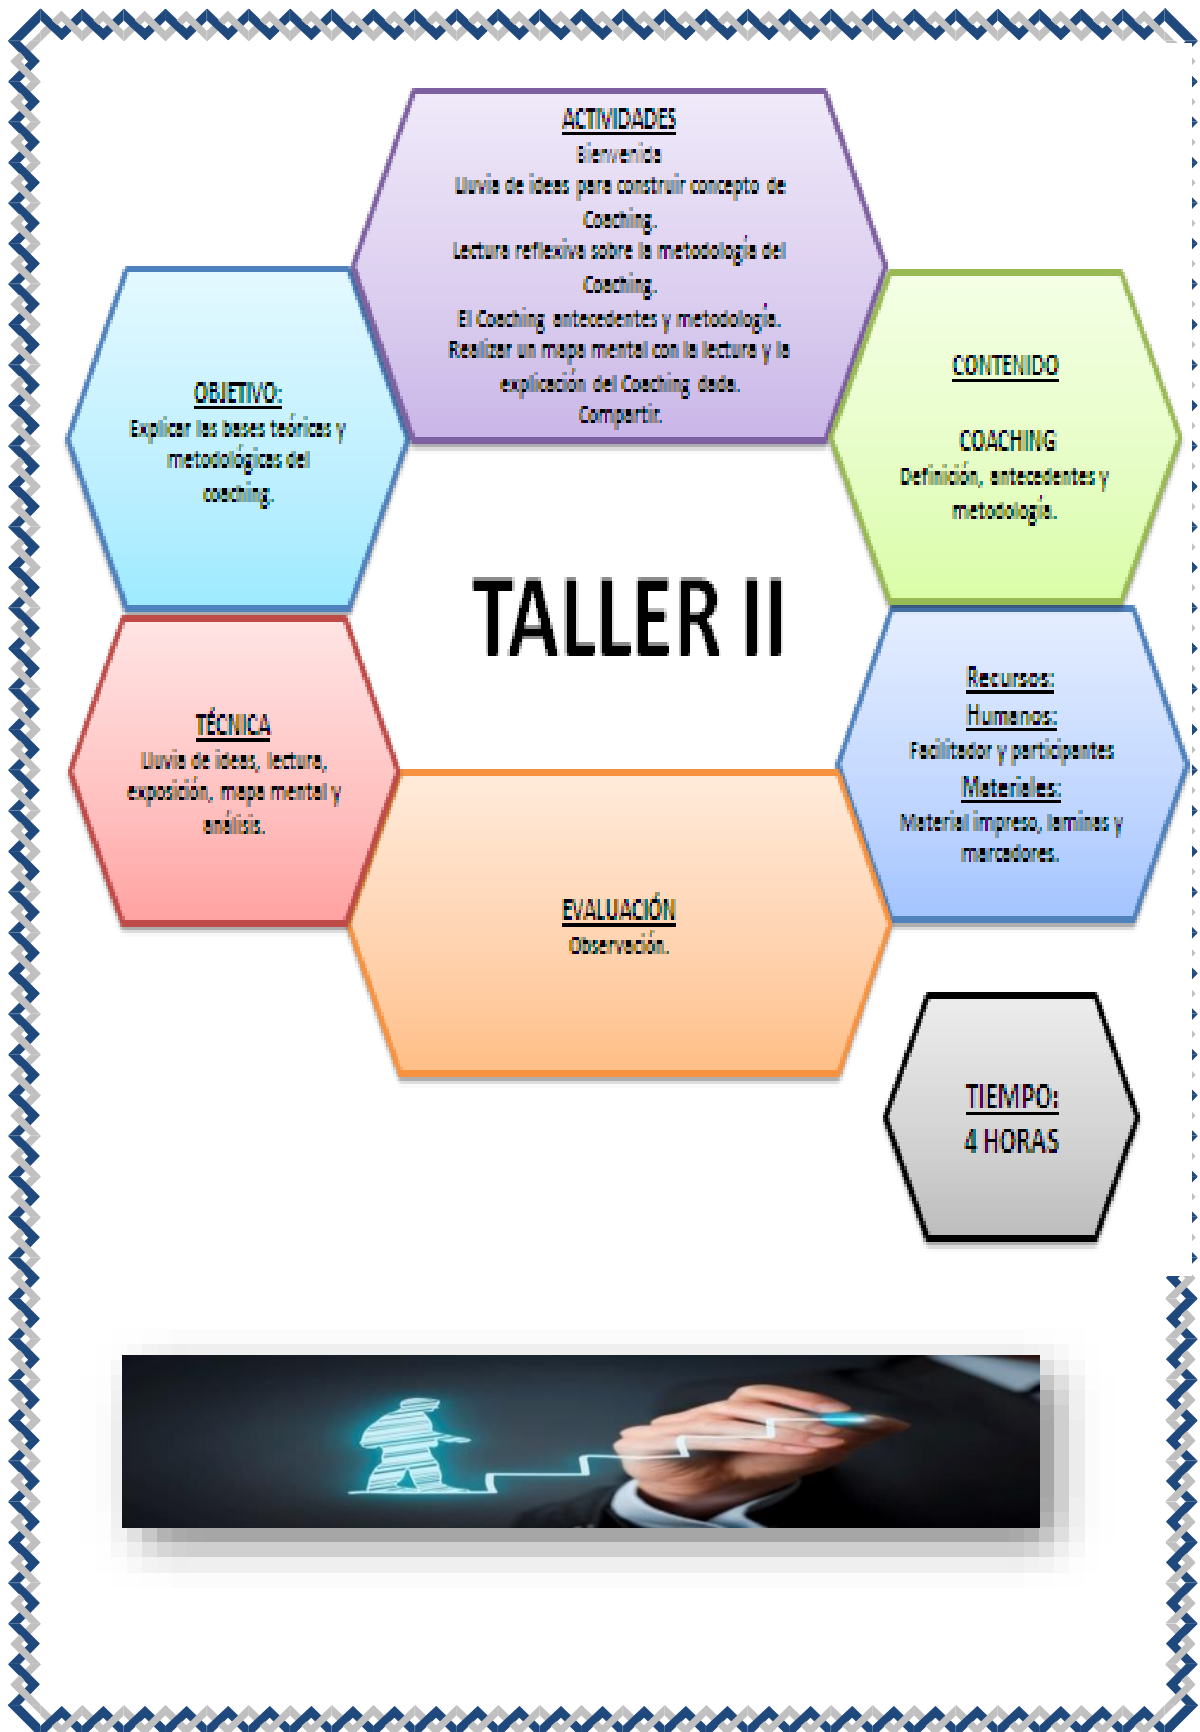 ACTIVIDADES
Bienvenida
Lluvia de ideas para construir concepto de
Coaching.
Lectura reflexiva sobre la metodología del
Coaching.
El Coaching antecedentes y metodología.
Realizar un mapa mental con la lectura y la
explicación del Coaching dada.
Compartir.
OBJETIVO:
Explicar las bases teóricas y
metodológicas del
coaching.
CONTENIDO
COACHING
Definición, antecedentes y
metodología.
TALLER II
TÉCNICA
Lluvia de ideas, lectura,
exposición, mapa mental y
análisis.
Recursos:
Humanos:
Facilitador y participantes
Materiales:
Material impreso, laminas y
marcadores.
EVALUACIÓN
Observación.
TIEMPO:
4 HORAS